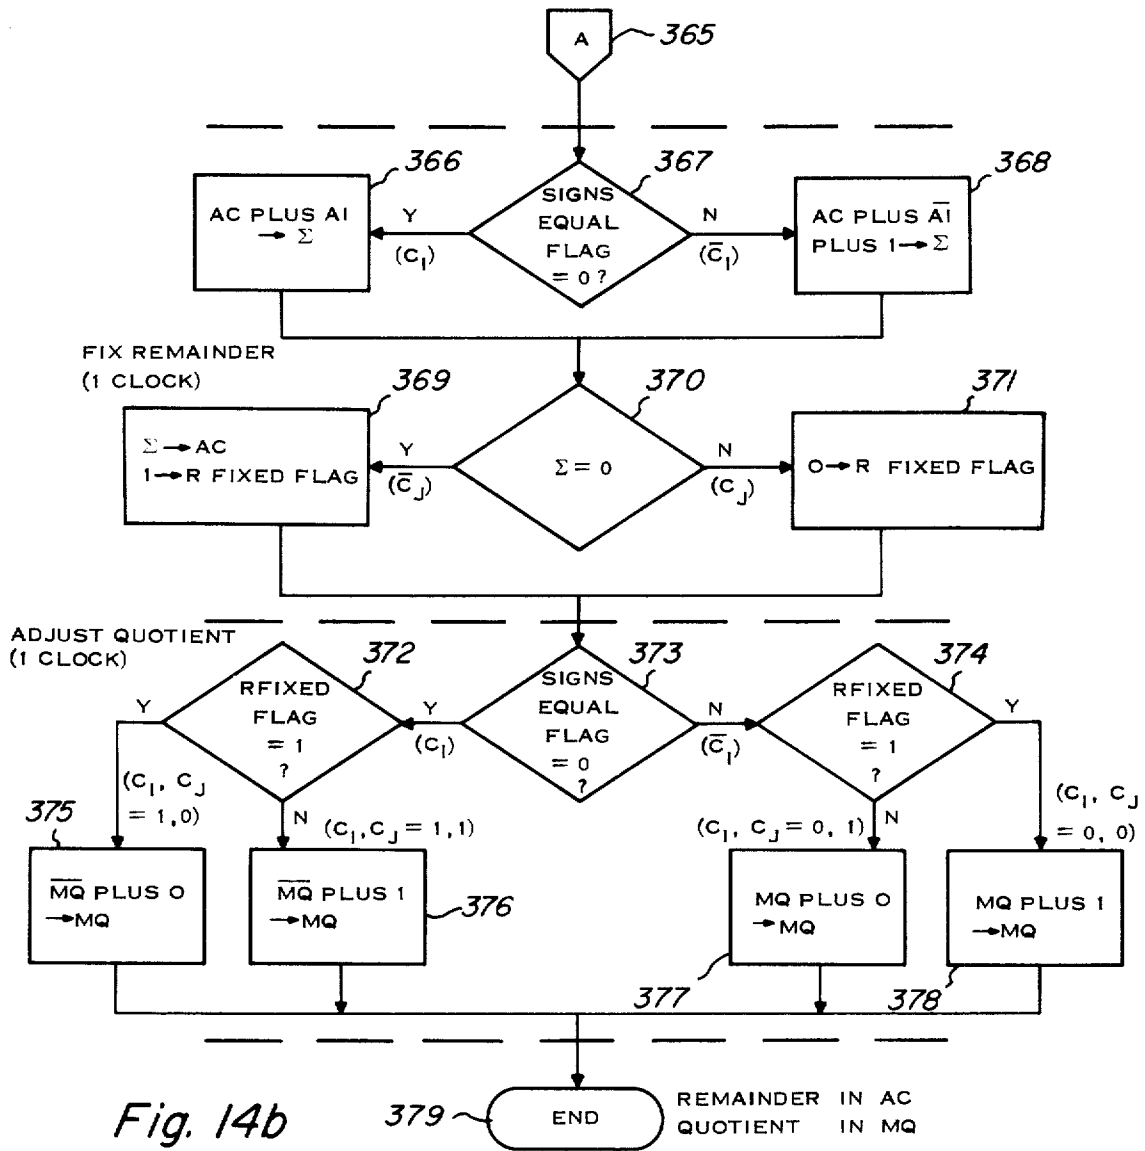 A
365
366
367
368
AC PLUS A1
→ Σ
Y
(C_I)
SIGNS
EQUAL
FLAG
= 0 ?
N
(C̅_I)
AC PLUS A̅1̅
PLUS 1→Σ
FIX REMAINDER
(1 CLOCK)
369
370
371
Σ→AC
1→R FIXED FLAG
Y
(C̅_J)
Σ = 0
N
(C_J)
0→R FIXED FLAG
ADJUST QUOTIENT
(1 CLOCK)
372
373
374
Y
RFIXED
FLAG
= 1
?
Y
(C_I)
SIGNS
EQUAL
FLAG
= 0
?
N
(C̅_I)
RFIXED
FLAG
= 1
?
Y
(C_I, C_J
= 1,0)
N
(C_I,C_J = 1,1)
(C_I, C_J = 0, 1)
N
(C_I, C_J
= 0, 0)
375
M̅Q̅ PLUS 0
→MQ
M̅Q̅ PLUS 1
→MQ
376
MQ PLUS 0
→MQ
377
MQ PLUS 1
→MQ
378
Fig. 14b
379
END
REMAINDER IN AC
QUOTIENT IN MQ